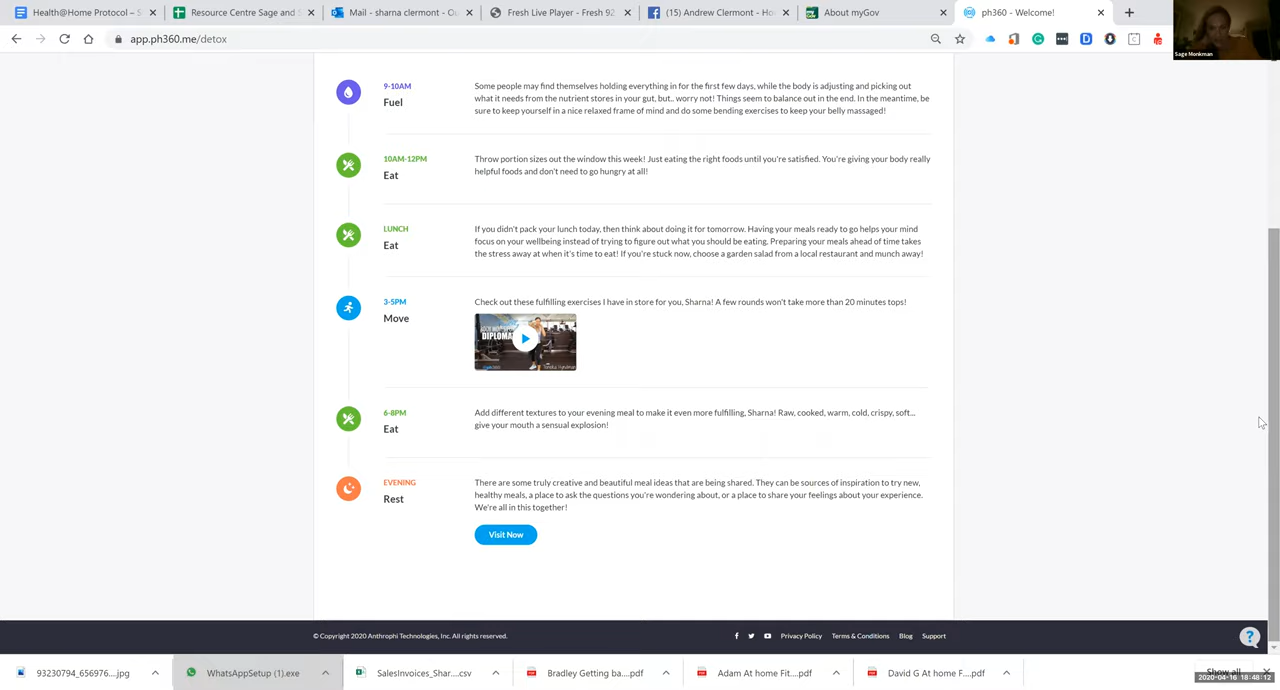 Health@Home Protocol – S
Resource Centre Sage and S
Mail - sharna clermont - Ou
Fresh Live Player - Fresh 92
(15) Andrew Clermont - Ho
About myGov
ph360 - Welcome!
app.ph360.me/detox
Sage Monkman
9-10AM
Fuel
Some people may find themselves holding everything in for the first few days, while the body is adjusting and picking out
what it needs from the nutrient stores in your gut, but.. worry not! Things seem to balance out in the end. In the meantime, be
sure to keep yourself in a nice relaxed frame of mind and do some bending exercises to keep your belly massaged!
10AM-12PM
Eat
Throw portion sizes out the window this week! Just eating the right foods until you're satisfied. You're giving your body really
helpful foods and don't need to go hungry at all!
LUNCH
Eat
If you didn't pack your lunch today, then think about doing it for tomorrow. Having your meals ready to go helps your mind
focus on your wellbeing instead of trying to figure out what you should be eating. Preparing your meals ahead of time takes
the stress away at when it's time to eat! If you're stuck now, choose a garden salad from a local restaurant and munch away!
3-5PM
Move
Check out these fulfilling exercises I have in store for you, Sharna! A few rounds won't take more than 20 minutes tops!
DIPLOMAT
6-8PM
Eat
Add different textures to your evening meal to make it even more fulfilling, Sharna! Raw, cooked, warm, cold, crispy, soft...
give your mouth a sensual explosion!
EVENING
Rest
There are some truly creative and beautiful meal ideas that are being shared. They can be sources of inspiration to try new,
healthy meals, a place to ask the questions you're wondering about, or a place to share your feelings about your experience.
We're all in this together!
Visit Now
© Copyright 2020 Anthrophi Technologies, Inc. All rights reserved.
Privacy Policy Terms & Conditions Blog Support
93230794_656976....jpg
WhatsAppSetup (1).exe
SalesInvoices_Shar....csv
Bradley Getting ba....pdf
Adam At home Fit....pdf
David G At home F....pdf
Show all
2020-04-16 18:48:12